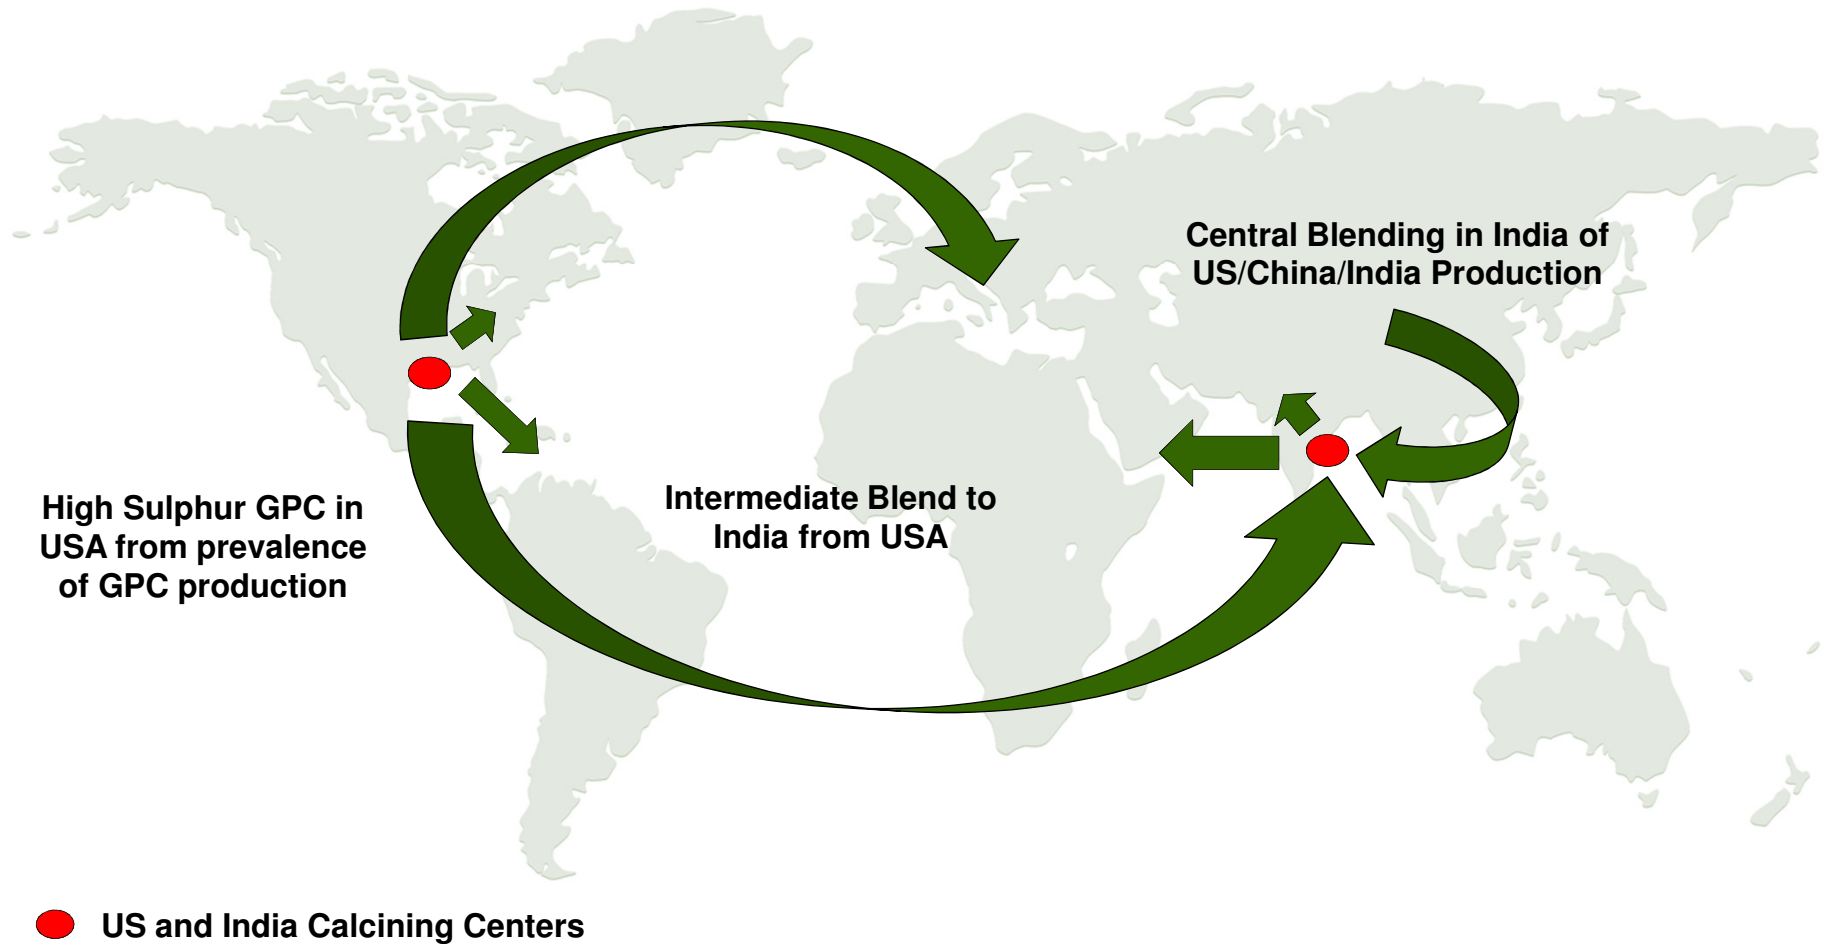 Central Blending in India of
US/China/India Production
High Sulphur GPC in
USA from prevalence
of GPC production
Intermediate Blend to
India from USA
US and India Calcining Centers